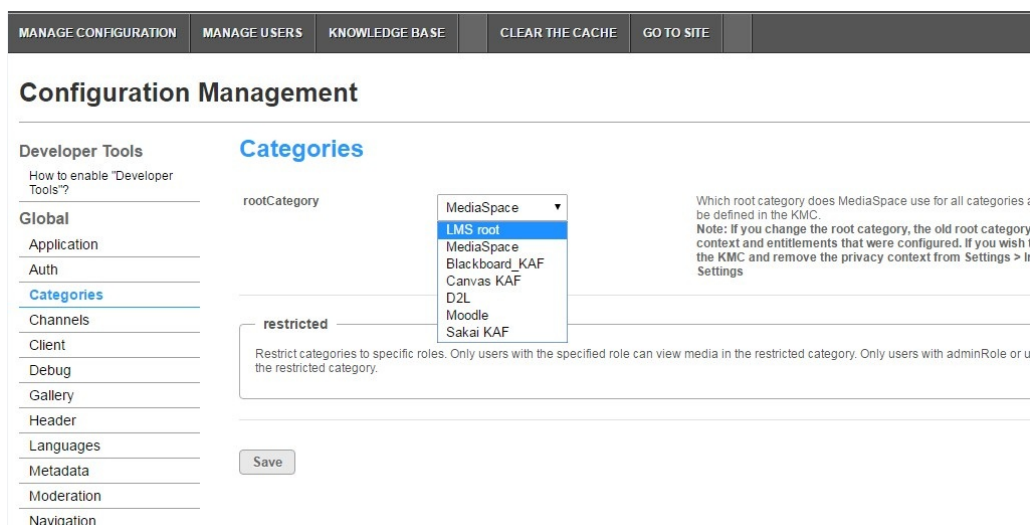 MANAGE CONFIGURATION MANAGE USERS KNOWLEDGE BASE CLEAR THE CACHE GO TO SITE
Configuration Management
Developer Tools
How to enable "Developer
Tools"?
Global
Application
Auth
Categories
Channels
Client
Debug
Gallery
Header
Languages
Metadata
Moderation
Navigation
Categories
rootCategory
MediaSpace
LMS root
MediaSpace
Blackboard_KAF
Canvas KAF
D2L
Moodle
Sakai KAF
Which root category does MediaSpace use for all categories
be defined in the KMC.
Note: If you change the root category, the old root category
context and entitlements that were configured. If you wish
the KMC and remove the privacy context from Settings >
Settings
restricted
Restrict categories to specific roles. Only users with the specified role can view media in the restricted category. Only users with adminRole or
the restricted category.
Save